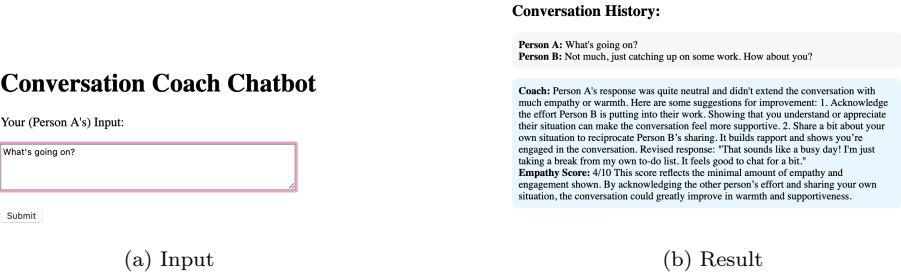 Conversation Coach Chatbot
Your (Person A's) Input:
What's going on?
Submit
(a) Input
Conversation History:
Person A: What's going on?
Person B: Not much, just catching up on some work. How about you?
Coach: Person A's response was quite neutral and didn't extend the conversation with
much empathy or warmth. Here are some suggestions for improvement: 1. Acknowledge
the effort Person B is putting into their work. Showing that you understand or appreciate
their situation can make the conversation feel more supportive. 2. Share a bit about your
own situation to reciprocate Person B's sharing. It builds rapport and shows you're
engaged in the conversation. Revised response: "That sounds like a busy day! I'm just
taking a break from my own to-do list. It feels good to chat for a bit."
Empathy Score: 4/10 This score reflects the minimal amount of empathy and
engagement shown. By acknowledging the other person's effort and sharing your own
situation, the conversation could greatly improve in warmth and supportiveness.
(b) Result